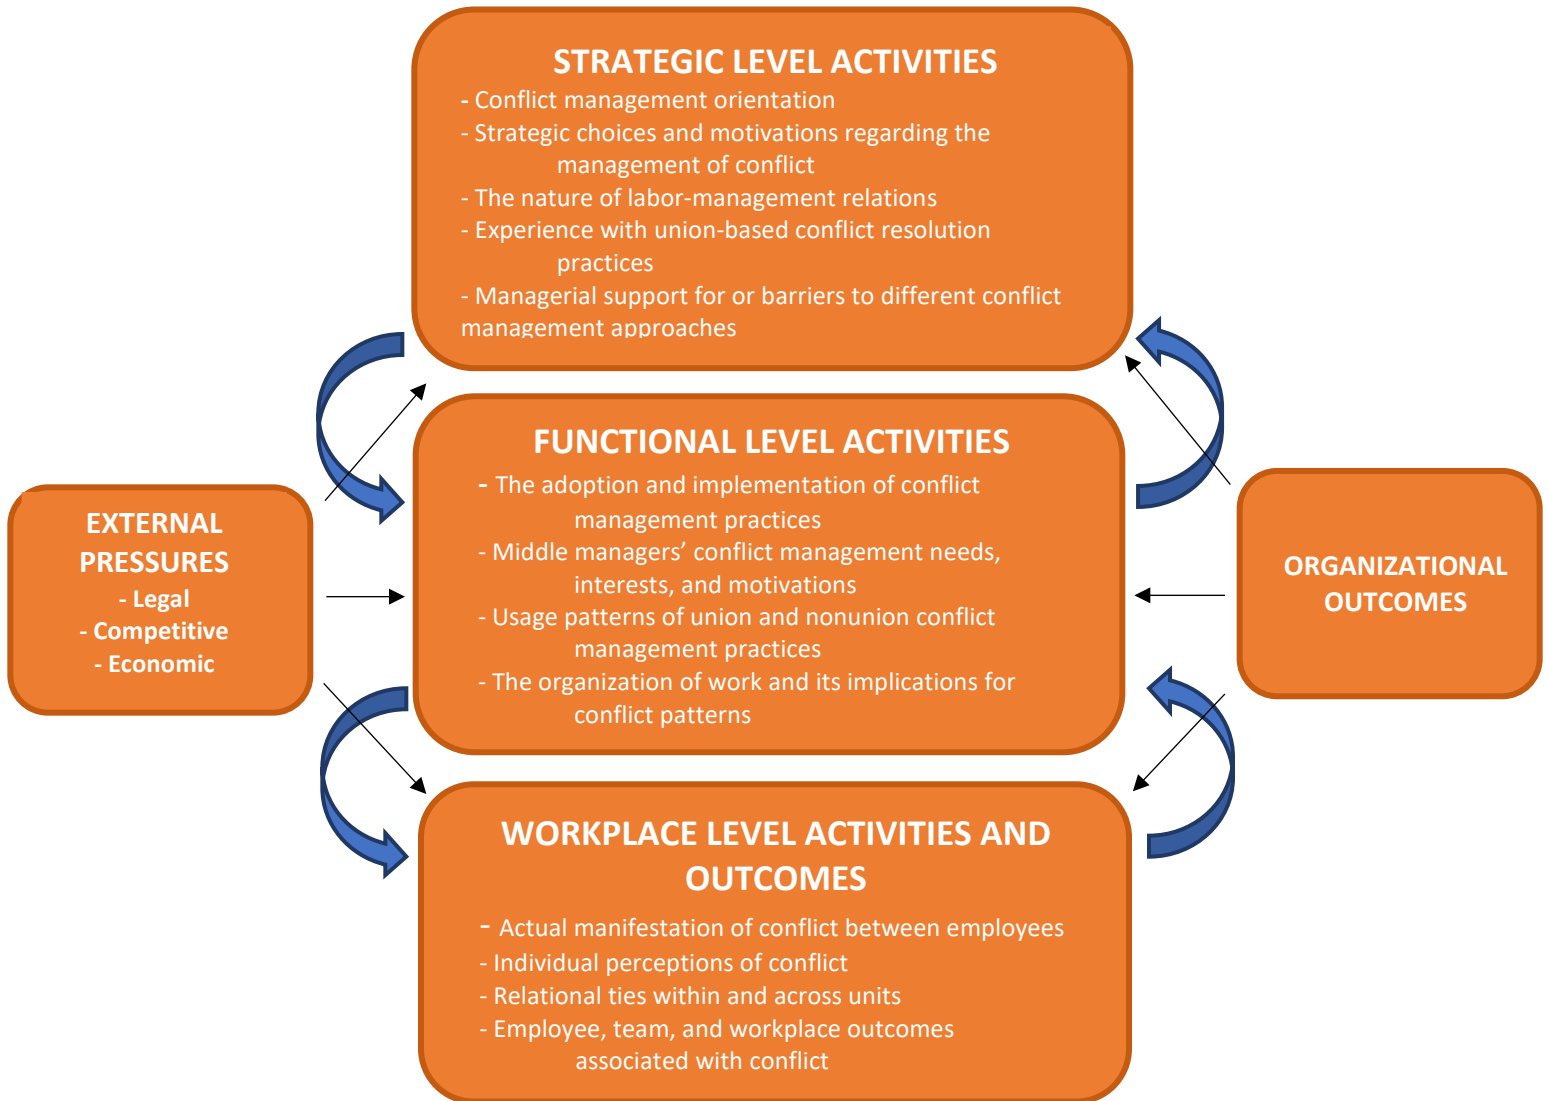 STRATEGIC LEVEL ACTIVITIES
- Conflict management orientation
- Strategic choices and motivations regarding the
management of conflict
- The nature of labor-management relations
- Experience with union-based conflict resolution
practices
- Managerial support for or barriers to different conflict
management approaches
FUNCTIONAL LEVEL ACTIVITIES
- The adoption and implementation of conflict
management practices
- Middle managers’ conflict management needs,
interests, and motivations
- Usage patterns of union and nonunion conflict
management practices
- The organization of work and its implications for
conflict patterns
EXTERNAL
PRESSURES
- Legal
- Competitive
- Economic
ORGANIZATIONAL
OUTCOMES
WORKPLACE LEVEL ACTIVITIES AND
OUTCOMES
- Actual manifestation of conflict between employees
- Individual perceptions of conflict
- Relational ties within and across units
- Employee, team, and workplace outcomes
associated with conflict